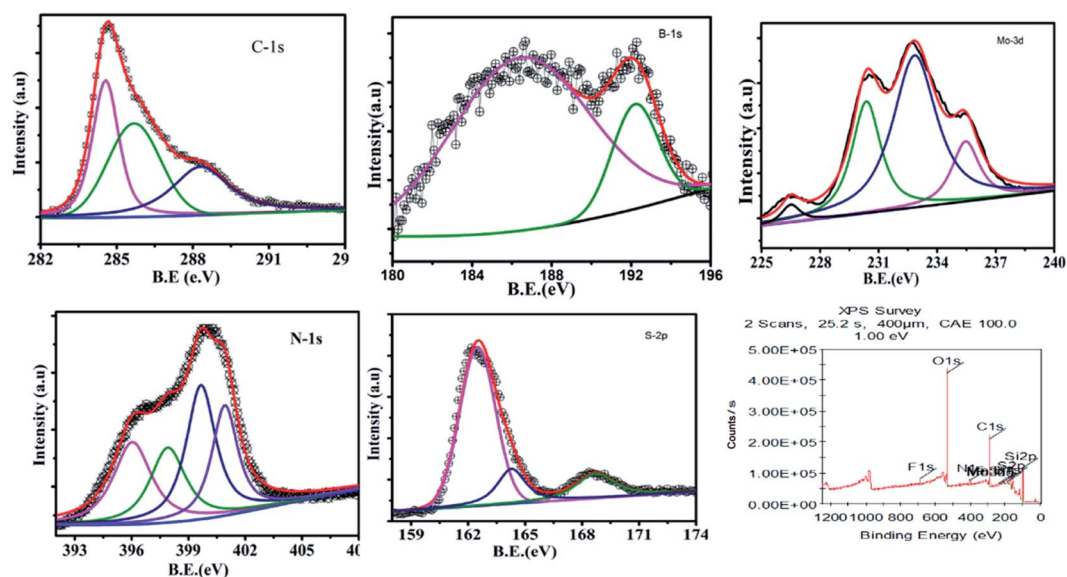 C-1s
Intensity (a.u)
282 285 288 291 29
B.E (e.V)
B-1s
Intensity(a.u)
180 184 188 192 196
B.E.(eV)
Mo-3d
Intensity (a.u)
225 228 231 234 237 240
B.E.(eV)
N-1s
Intensity (a.u)
393 396 399 402 405 40
B.E.(eV)
S-2p
Intensity (a.u)
159 162 165 168 171 174
B.E.(eV)
XPS Survey
2 Scans, 25.2 s, 400µm, CAE 100.0
1.00 eV
Counts / s
5.00E+05
4.00E+05
3.00E+05
2.00E+05
1.00E+05
0.00E+00
O1s
C1s
Si2p
F1s
1200 1000 800 600 400 200 0
Binding Energy (eV)